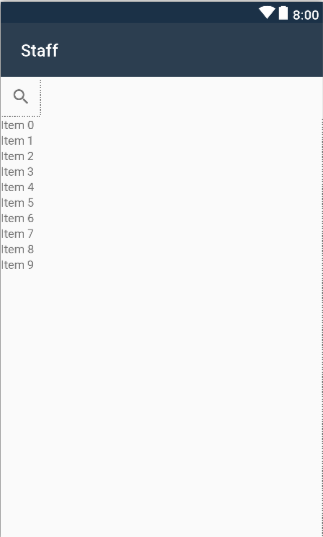 8:00
Staff
Item 0
Item 1
Item 2
Item 3
Item 4
Item 5
Item 6
Item 7
Item 8
Item 9